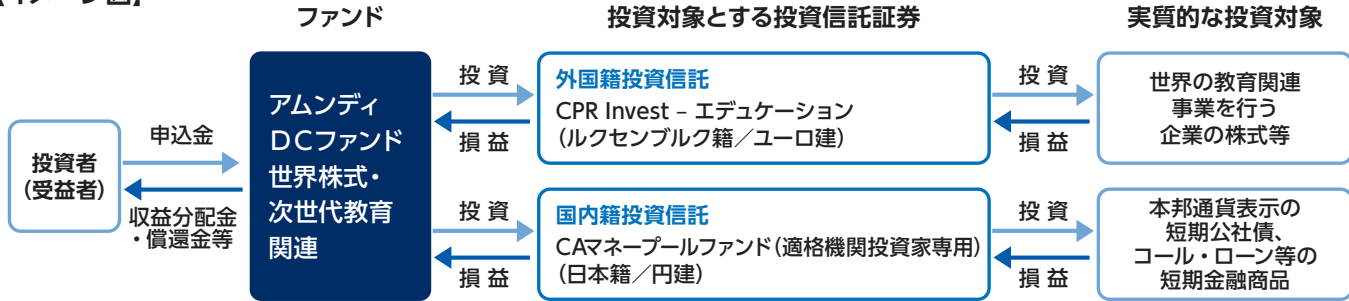 ファンド
投資対象とする投資信託証券
実質的な投資対象
投資者
(受益者)
申込金
収益分配金
・償還金等
アムンディ
DCファンド
世界株式・
次世代教育
関連
投 資
損 益
外国籍投資信託
CPR Invest – エデュケーション
(ルクセンブルク籍／ユーロ建)
投 資
損 益
世界の教育関連
事業を行う
企業の株式等
投 資
損 益
国内籍投資信託
CAマネープールファンド(適格機関投資家専用)
(日本籍／円建)
投 資
損 益
本邦通貨表示の
短期公社債、
コール・ローン等の
短期金融商品